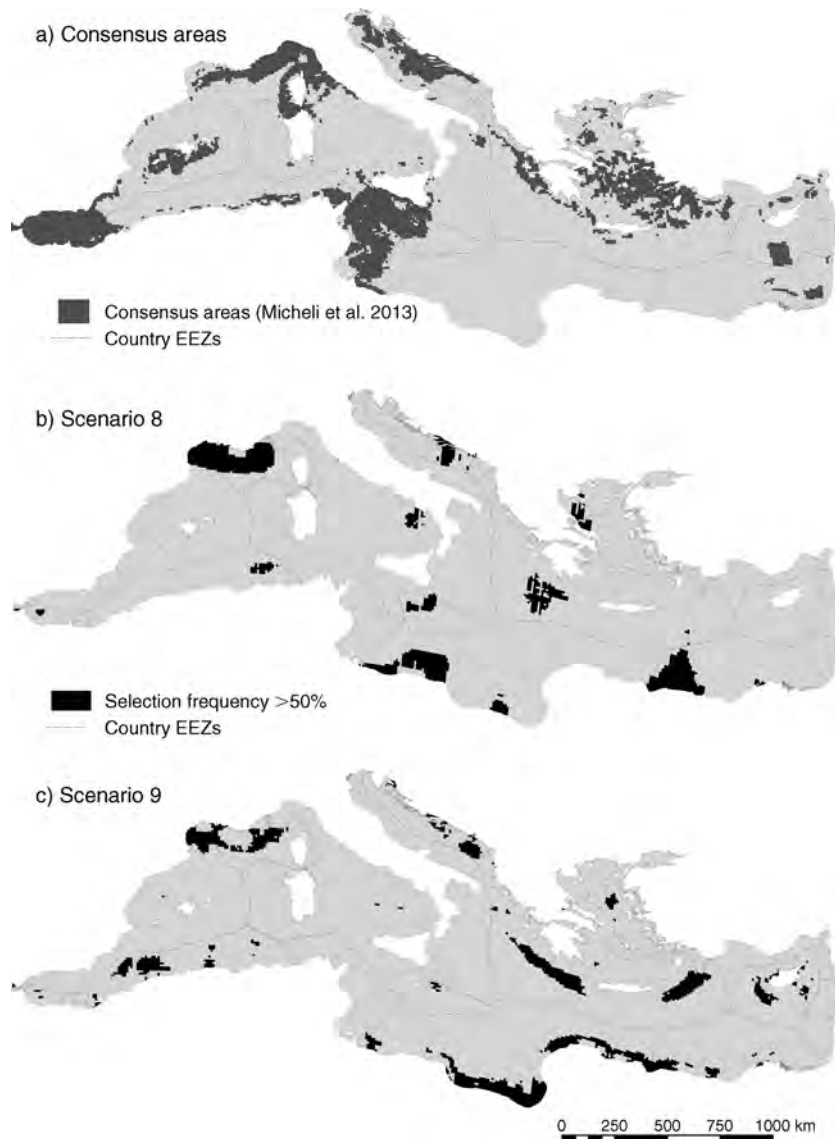 a) Consensus areas
Consensus areas (Micheli et al. 2013)
Country EEZs
b) Scenario 8
Selection frequency >50%
Country EEZs
c) Scenario 9
0 250 500 750 1000 km